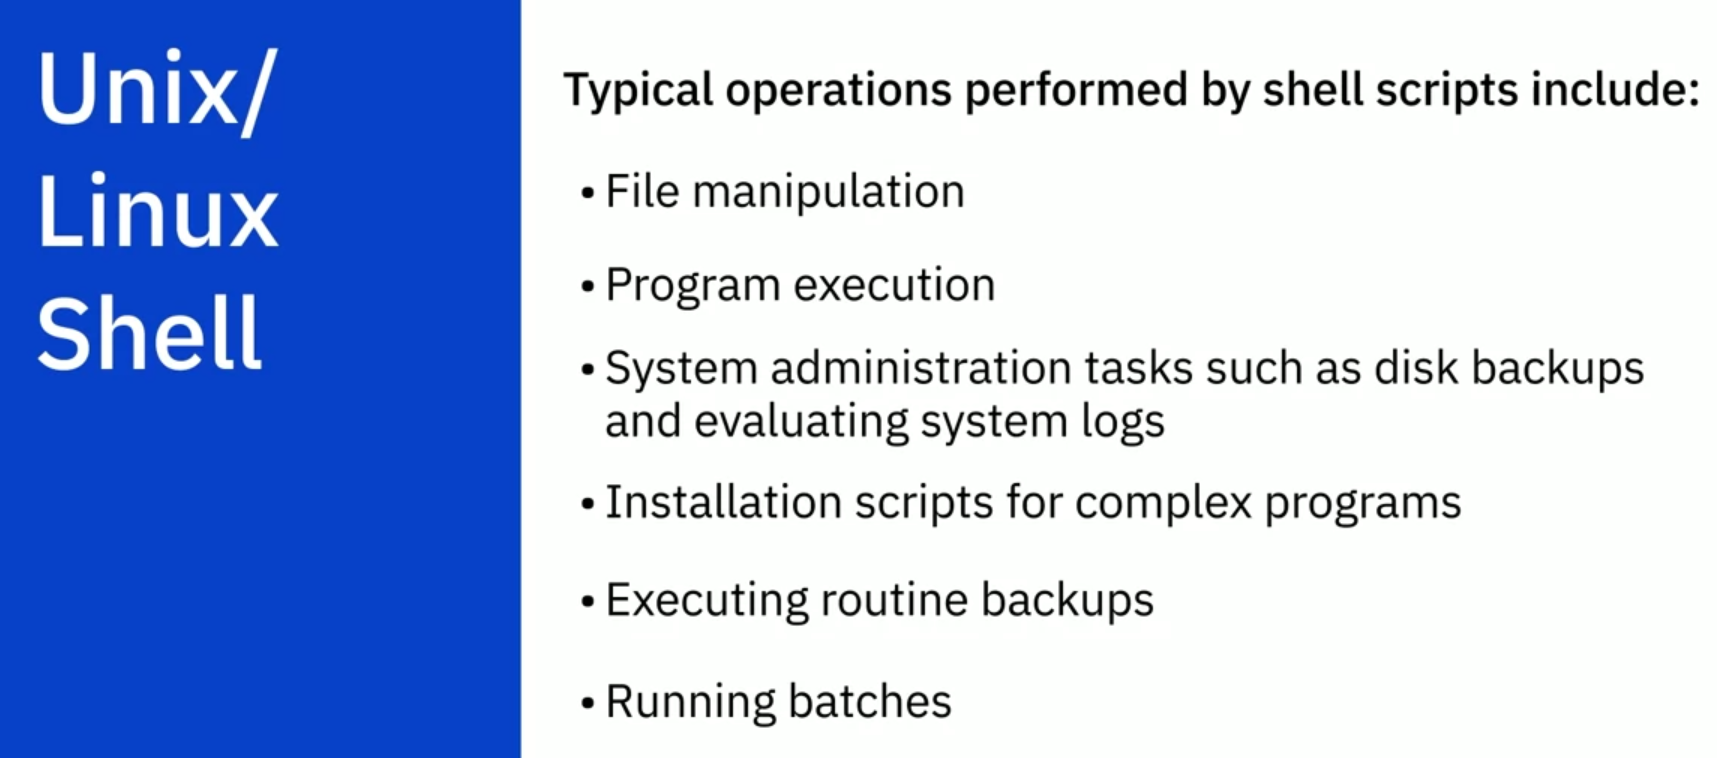 Unix/
Linux
Shell
Typical operations performed by shell scripts include:
• File manipulation
• Program execution
• System administration tasks such as disk backups
and evaluating system logs
• Installation scripts for complex programs
• Executing routine backups
• Running batches